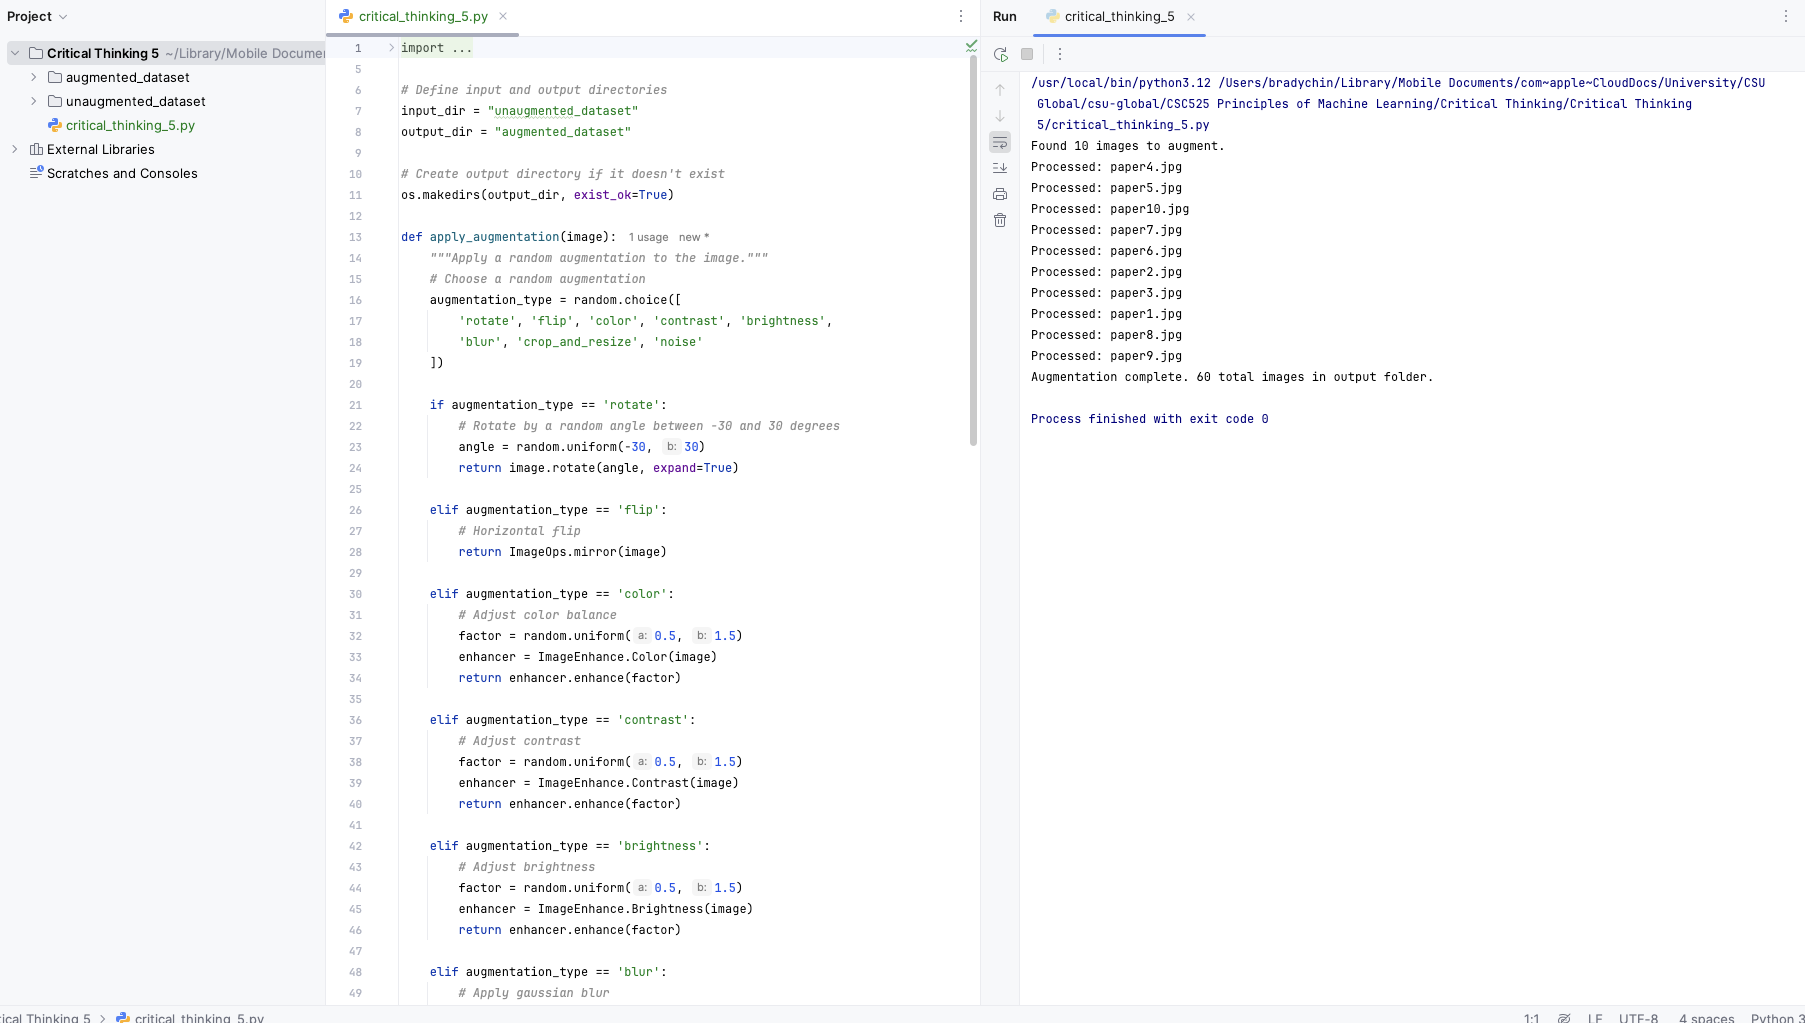 Project
Critical Thinking 5 ~/Library/Mobile Documen
augmented_dataset
unaugmented_dataset
critical_thinking_5.py
External Libraries
Scratches and Consoles
critical_thinking_5.py
1 import ...
5
6 # Define input and output directories
7 input_dir = "unaugmented_dataset"
8 output_dir = "augmented_dataset"
9
10 # Create output directory if it doesn't exist
11 os.makedirs(output_dir, exist_ok=True)
12
13 def apply_augmentation(image): 1 usage new *
14 """Apply a random augmentation to the image."""
15 # Choose a random augmentation
16 augmentation_type = random.choice([
17 'rotate', 'flip', 'color', 'contrast', 'brightness',
18 'blur', 'crop_and_resize', 'noise'
19 ])
20
21 if augmentation_type == 'rotate':
22 # Rotate by a random angle between -30 and 30 degrees
23 angle = random.uniform(-30, b: 30)
24 return image.rotate(angle, expand=True)
25
26 elif augmentation_type == 'flip':
27 # Horizontal flip
28 return ImageOps.mirror(image)
29
30 elif augmentation_type == 'color':
31 # Adjust color balance
32 factor = random.uniform( a: 0.5, b: 1.5)
33 enhancer = ImageEnhance.Color(image)
34 return enhancer.enhance(factor)
35
36 elif augmentation_type == 'contrast':
37 # Adjust contrast
38 factor = random.uniform( a: 0.5, b: 1.5)
39 enhancer = ImageEnhance.Contrast(image)
40 return enhancer.enhance(factor)
41
42 elif augmentation_type == 'brightness':
43 # Adjust brightness
44 factor = random.uniform( a: 0.5, b: 1.5)
45 enhancer = ImageEnhance.Brightness(image)
46 return enhancer.enhance(factor)
47
48 elif augmentation_type == 'blur':
49 # Apply gaussian blur
Run critical_thinking_5
/usr/local/bin/python3.12 /Users/bradychin/Library/Mobile Documents/com~apple~CloudDocs/University/CSU
Global/csu-global/CSC525 Principles of Machine Learning/Critical Thinking/Critical Thinking
5/critical_thinking_5.py
Found 10 images to augment.
Processed: paper4.jpg
Processed: paper5.jpg
Processed: paper10.jpg
Processed: paper7.jpg
Processed: paper6.jpg
Processed: paper2.jpg
Processed: paper3.jpg
Processed: paper1.jpg
Processed: paper8.jpg
Processed: paper9.jpg
Augmentation complete. 60 total images in output folder.
Process finished with exit code 0
tical Thinking 5 > critical_thinking_5.py
1:1 LF UTF-8 4 spaces Python 3